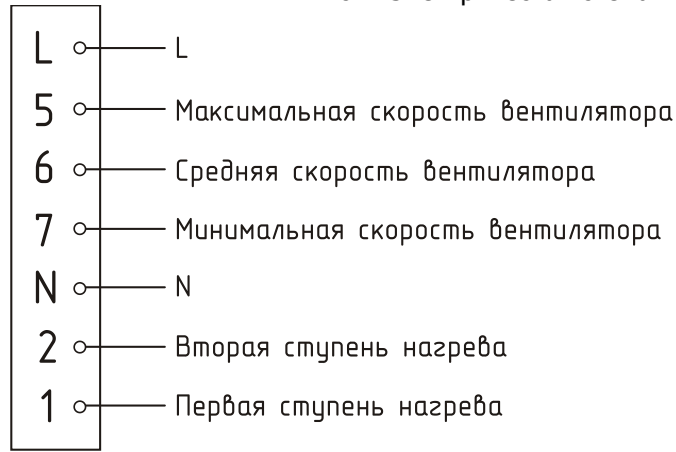 L L
5 Максимальная скорость вентилятора
6 Средняя скорость вентилятора
7 Минимальная скорость вентилятора
N N
2 Вторая ступень нагрева
1 Первая ступень нагрева